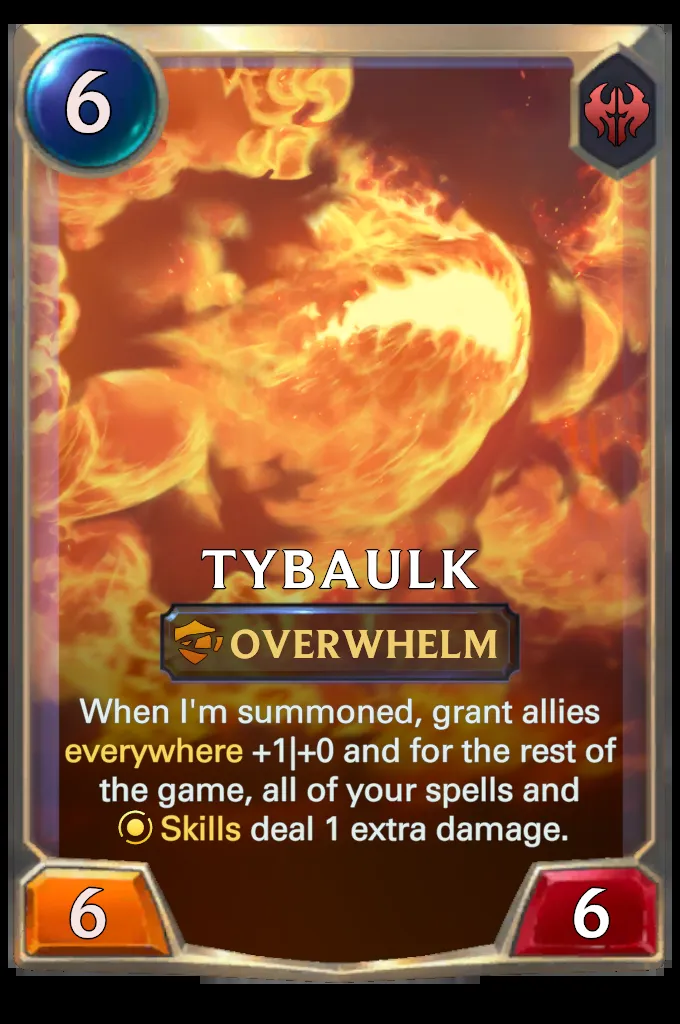 6
TYBAULK
OVERWHELM
When I'm summoned, grant allies
everywhere +1|+0 and for the rest of
the game, all of your spells and
Skills deal 1 extra damage.
6
6